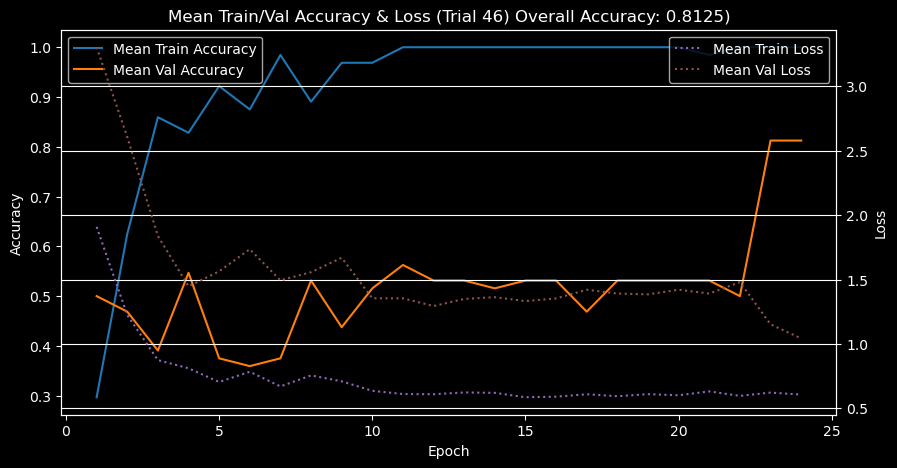 Mean Train/Val Accuracy & Loss (Trial 46) Overall Accuracy: 0.8125)
Mean Train Accuracy
Mean Val Accuracy
Mean Train Loss
Mean Val Loss
1.0
0.9
0.8
0.7
0.6
0.5
0.4
0.3
Accuracy
3.0
2.5
2.0
1.5
1.0
0.5
Loss
0
5
10
15
20
25
Epoch